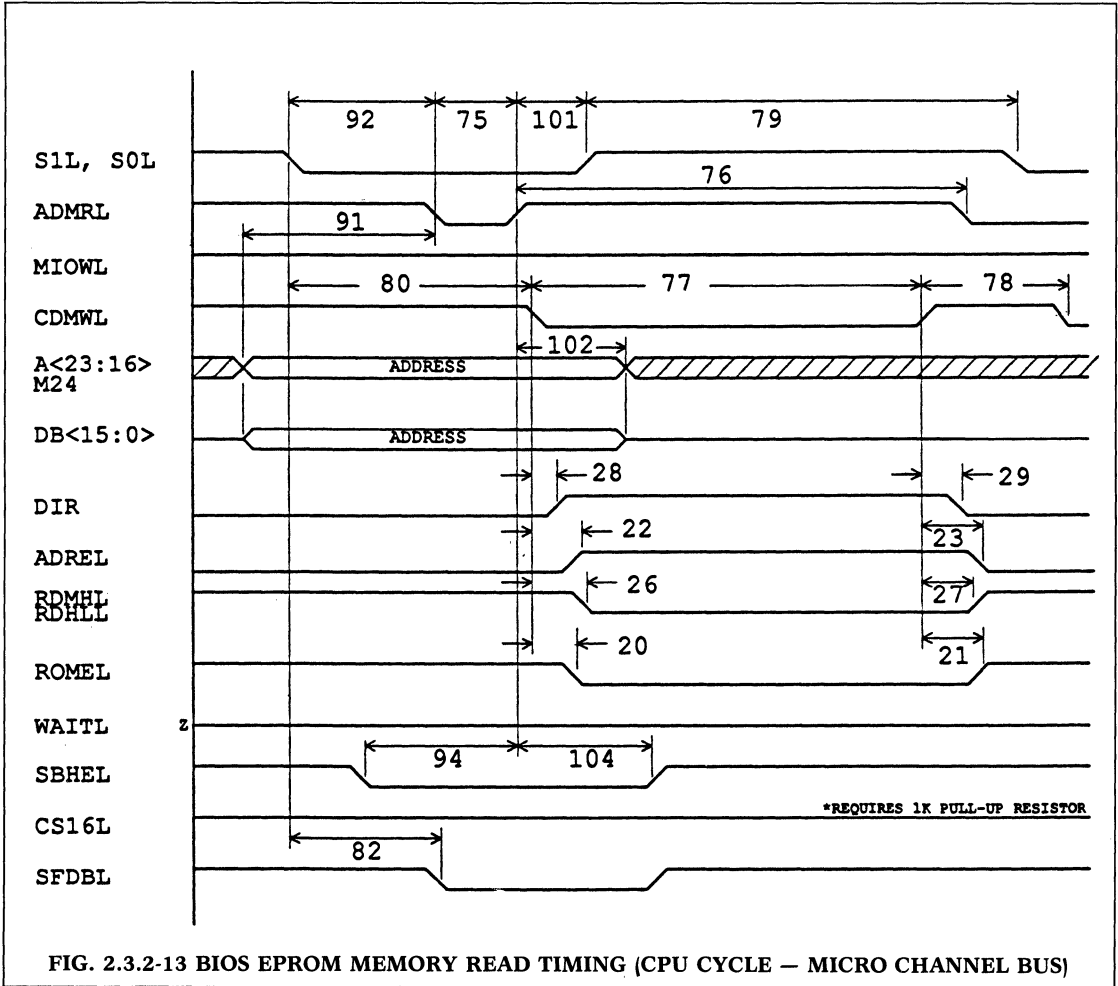 92 75 101 79
S1L, S0L
76
ADMRL
91
MIOWL
80 77 78
CDMWL
102
A<23:16>
ADDRESS
M24
DB<15:0>
ADDRESS
28 29
DIR
22 23
ADREL
26 27
RDMHL
RDHLL
20 21
ROMEL
WAITL Z
94 104
SBHEL
*REQUIRES 1K PULL-UP RESISTOR
CS16L
82
SFDBL
FIG. 2.3.2-13 BIOS EPROM MEMORY READ TIMING (CPU CYCLE — MICRO CHANNEL BUS)